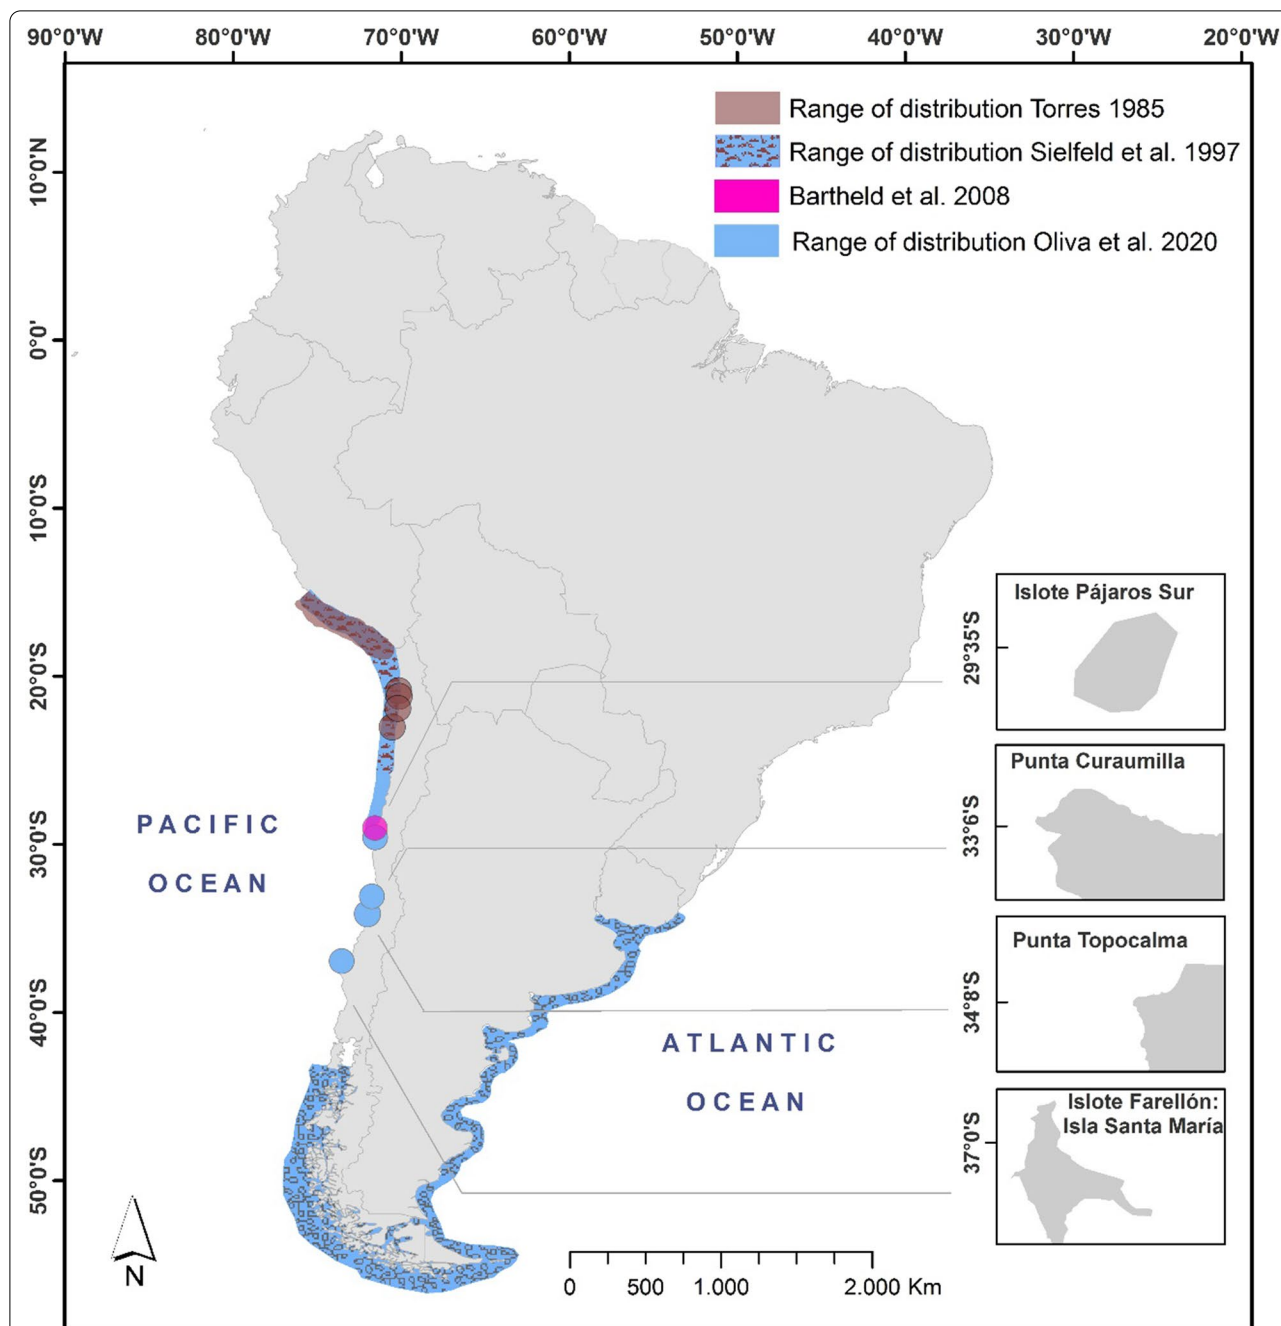 90°0'W 80°0'W 70°0'W 60°0'W 50°0'W 40°0'W 30°0'W 20°0'W
Range of distribution Torres 1985
Range of distribution Sielfeld et al. 1997
Bartheld et al. 2008
Range of distribution Oliva et al. 2020
10°0'N
0°0'
10°0'S
20°0'S
30°0'S
40°0'S
50°0'S
PACIFIC
OCEAN
ATLANTIC
OCEAN
Islote Pájaros Sur
29°35'S
Punta Curaumilla
33°6'S
Punta Topocalma
34°8'S
Islote Farellón:
Isla Santa María
37°0'S
N
0 500 1.000 2.000 Km